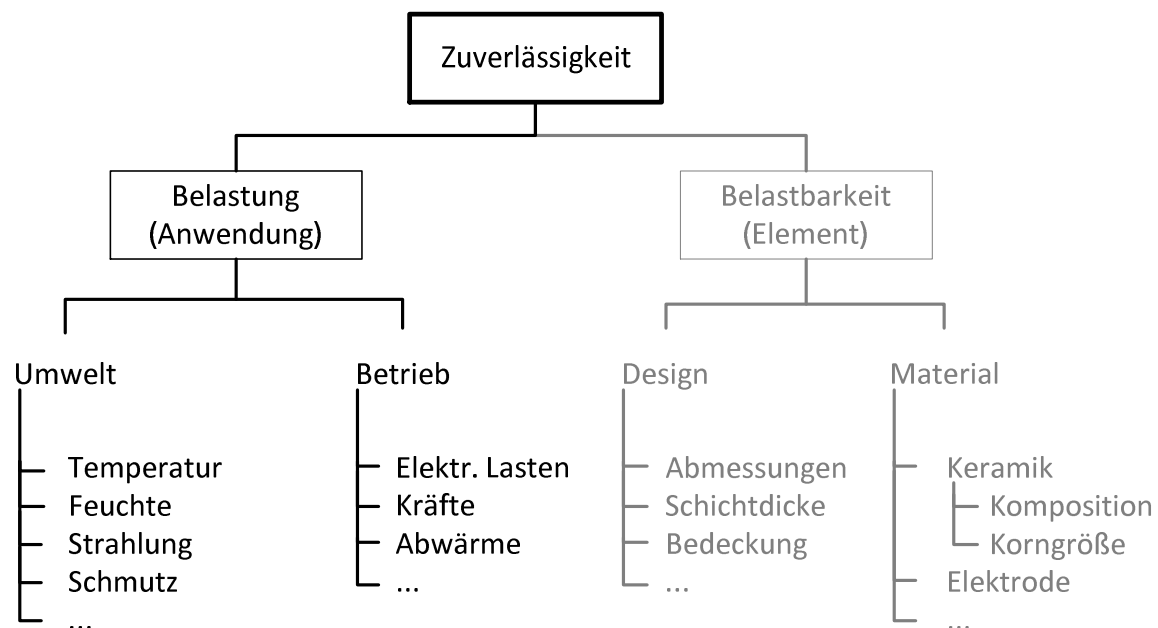 Zuverlässigkeit
Belastung
(Anwendung)
Belastbarkeit
(Element)
Umwelt
Temperatur
Feuchte
Strahlung
Schmutz
...
Betrieb
Elektr. Lasten
Kräfte
Abwärme
...
Design
Abmessungen
Schichtdicke
Bedeckung
...
Material
Keramik
Komposition
Korngröße
Elektrode
...